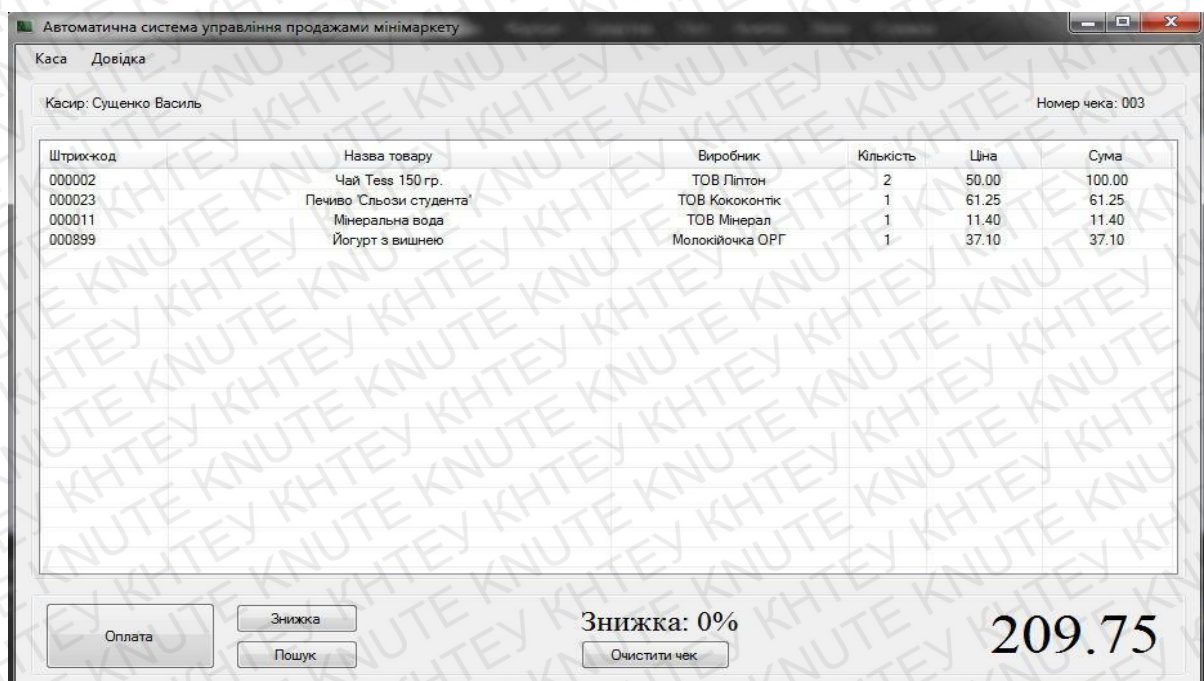 Автоматична система управління продажами мінімаркету
Каса Довідка
Касир: Сущенко Василь Номер чека: 003
Штрих-код Назва товару Виробник Кількість Ціна Сума
000002 Чай Tess 150 гр. ТОВ Ліптон 2 50.00 100.00
000023 Печиво 'Сльози студента' ТОВ Кококонтік 1 61.25 61.25
000011 Мінеральна вода ТОВ Мінерал 1 11.40 11.40
000899 Йогурт з вишнею Молокійочка ОРГ 1 37.10 37.10
Оплата Знижка Знижка: 0% 209.75
Пошук Очистити чек